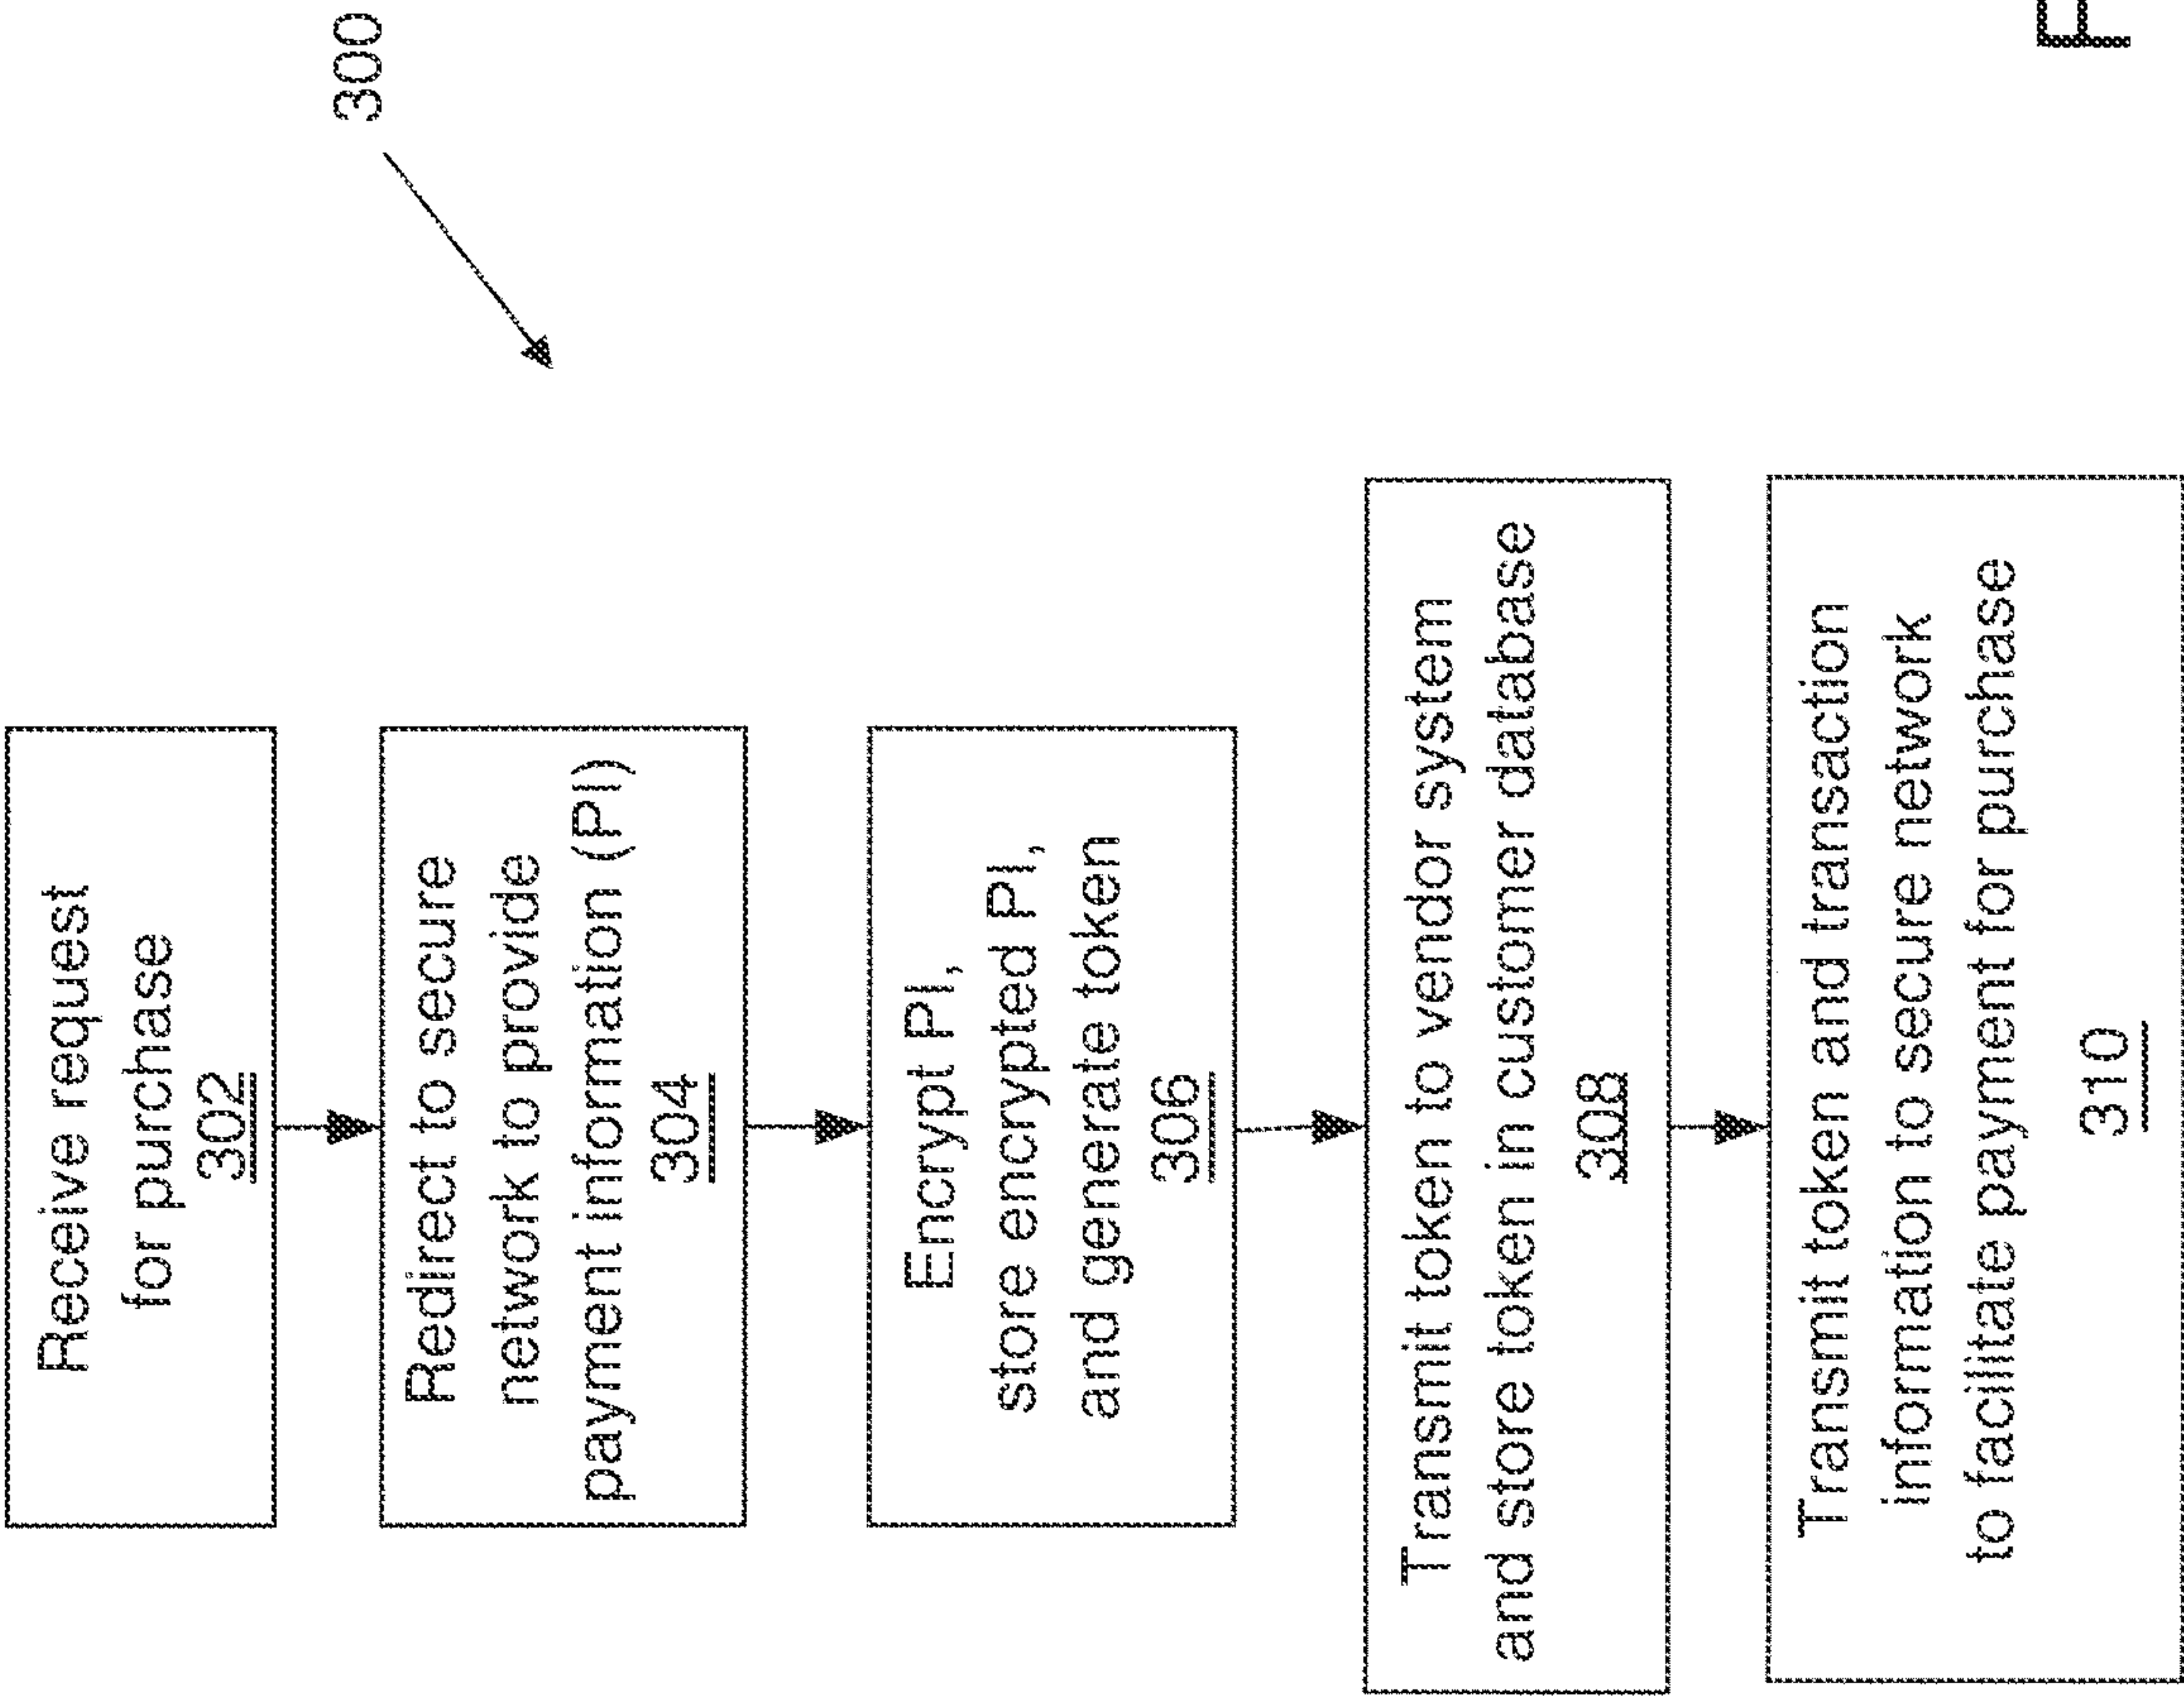 300
Receive request
for purchase
302
Redirect to secure
network to provide
payment information (PI)
304
Encrypt PI,
store encrypted PI,
and generate token
306
Transmit token to vendor system
and store token in customer database
308
Transmit token and transaction
information to secure network
to facilitate payment for purchase
310
F